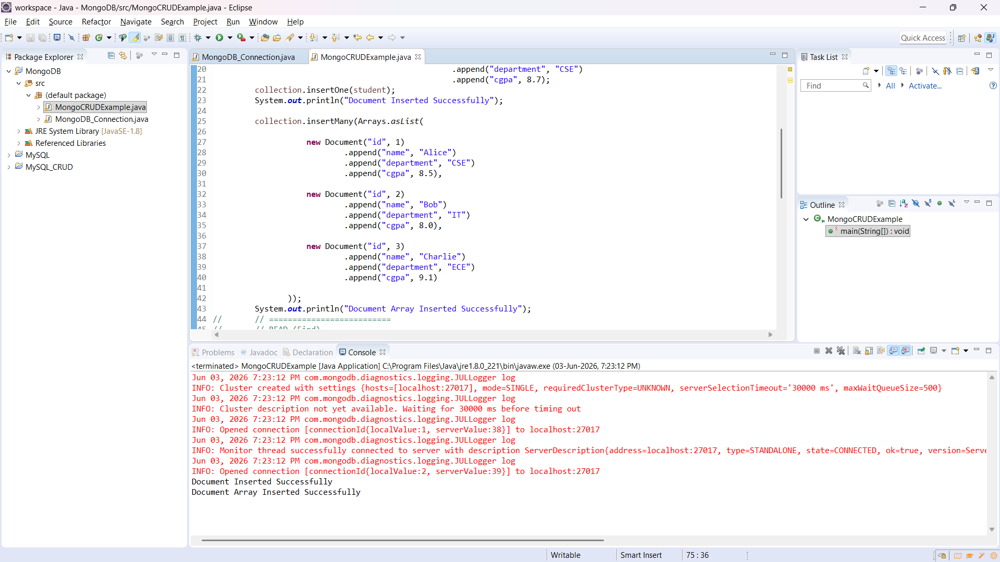 workspace - Java - MongoDB/src/MongoCRUDExample.java - Eclipse
File Edit Source Refactor Navigate Search Project Run Window Help
Quick Access
Package Explorer
MongoDB
src
(default package)
MongoCRUDExample.java
MongoDB_Connection.java
JRE System Library [JavaSE-1.8]
Referenced Libraries
MySQL
MySQL_CRUD
MongoDB_Connection.java MongoCRUDExample.java
20 .append("department", "CSE")
21 .append("cgpa", 8.7);
22 collection.insertOne(student);
23 System.out.println("Document Inserted Successfully");
24
25 collection.insertMany(Arrays.asList(
26
27 new Document("id", 1)
28 .append("name", "Alice")
29 .append("department", "CSE")
30 .append("cgpa", 8.5),
31
32 new Document("id", 2)
33 .append("name", "Bob")
34 .append("department", "IT")
35 .append("cgpa", 8.0),
36
37 new Document("id", 3)
38 .append("name", "Charlie")
39 .append("department", "ECE")
40 .append("cgpa", 9.1)
41
42 ));
43 System.out.println("Document Array Inserted Successfully");
44 // // ==========================
45 // // READ (Find)
Task List
Find All Activate...
Outline
MongoCRUDExample
main(String[]) : void
Problems @ Javadoc Declaration Console
<terminated> MongoCRUDExample [Java Application] C:\Program Files\Java\jre1.8.0_221\bin\javaw.exe (03-Jun-2026, 7:23:12 PM)
Jun 03, 2026 7:23:12 PM com.mongodb.diagnostics.logging.JULLogger log
INFO: Cluster created with settings {hosts=[localhost:27017], mode=SINGLE, requiredClusterType=UNKNOWN, serverSelectionTimeout='30000 ms', maxWaitQueueSize=500}
Jun 03, 2026 7:23:12 PM com.mongodb.diagnostics.logging.JULLogger log
INFO: Cluster description not yet available. Waiting for 30000 ms before timing out
Jun 03, 2026 7:23:12 PM com.mongodb.diagnostics.logging.JULLogger log
INFO: Opened connection [connectionId{localValue:1, serverValue:38}] to localhost:27017
Jun 03, 2026 7:23:12 PM com.mongodb.diagnostics.logging.JULLogger log
INFO: Monitor thread successfully connected to server with description ServerDescription{address=localhost:27017, type=STANDALONE, state=CONNECTED, ok=true, version=Serve
Jun 03, 2026 7:23:12 PM com.mongodb.diagnostics.logging.JULLogger log
INFO: Opened connection [connectionId{localValue:2, serverValue:39}] to localhost:27017
Document Inserted Successfully
Document Array Inserted Successfully
Writable Smart Insert 75 : 36